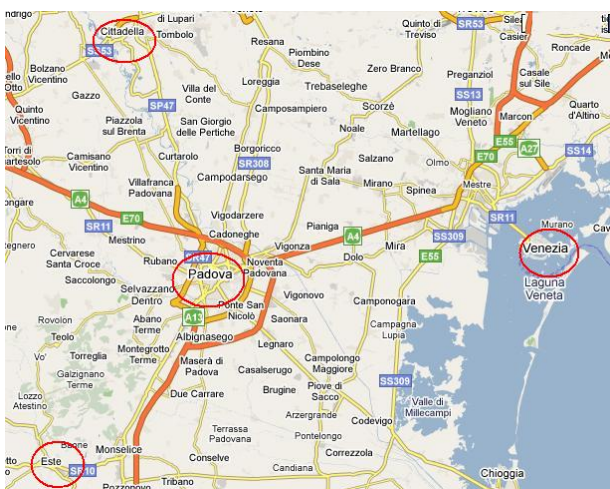 di Lupari
Quinto di
Treviso
SR53
Silea
Casier
Roncade
Cittadella
Tombolo
Resana
Piombino
Dese
SR53
Bolzano
Vicentino
Loreggia
Zero Branco
Preganziol
Casale
sul Sile
Gazzo
SP47
Villa del
Conte
Trebaseleghe
SS13
Quinto
Vicentino
Camposampiero
Scorzè
Mogliano
Veneto
Marcon
Quarto
d'Altino
Piazzola
sul Brenta
San Giorgio
delle Pertiche
Noale
Martellago
E55
Torri di
Camisano
Vicentino
Curtarolo
Borgoricco
SR308
Salzano
Olmo
E70
A27
SS14
Campodarsego
Santa Maria
di Sala
Mirano
Spinea
Mestre
Villafranca
Padovana
A4
E70
SR11
Vigodarzere
Cadoneghe
Pianiga
A4
SS309
SR11
Murano
Mestrino
Vigonza
Mira
Venezia
Cervarese
Santa Croce
Rubano
SR47
Noventa
Padovana
Dolo
E55
Padova
Laguna
Veneta
Saccolongo
Selvazzano
Dentro
Vigonovo
Camponogara
Ponte San
Nicolò
Rovolon
Abano
Terme
A13
Saonara
Campagna
Lupia
Teolo
Albignasego
Legnaro
Vo'
Torreglia
Montegrotto
Terme
Maserà di
Padova
Campolongo
Maggiore
Galzignano
Terme
Casalserugo
SS309
Lozzo
Atestino
Due Carrare
Brugine
Piove di
Sacco
Valle di
Millecampi
Arzergrande
Codevigo
Terrassa
Padovana
Pontelongo
Baone
Monselice
Correzzola
Este
SR10
Conselve
Candiana
Chioggia
Pozzonovo
Tribano